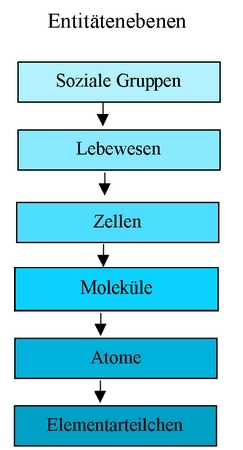 Entitätenebenen
Soziale Gruppen
Lebewesen
Zellen
Moleküle
Atome
Elementarteilchen